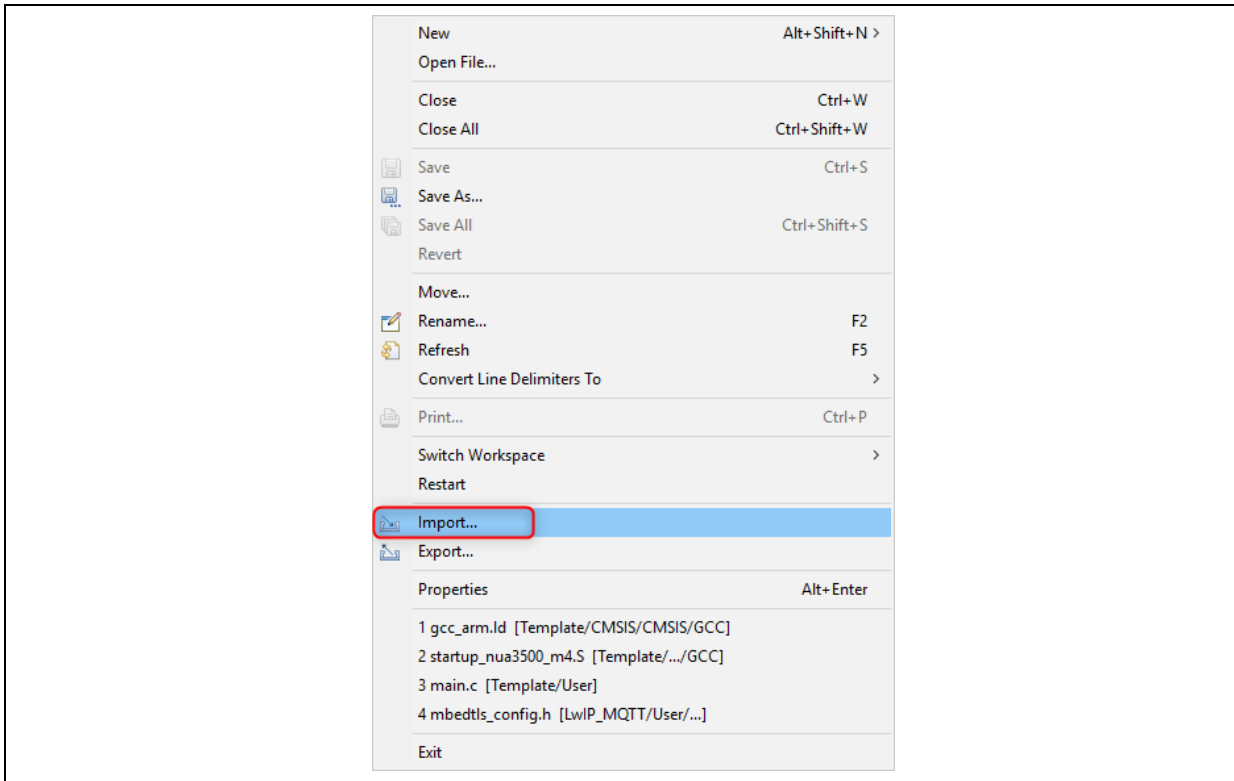 New Alt+Shift+N >
Open File...
Close Ctrl+W
Close All Ctrl+Shift+W
Save Ctrl+S
Save As...
Save All Ctrl+Shift+S
Revert
Move...
Rename... F2
Refresh F5
Convert Line Delimiters To >
Print... Ctrl+P
Switch Workspace >
Restart
Import...
Export...
Properties Alt+Enter
1 gcc_arm.ld [Template/CMSIS/CMSIS/GCC]
2 startup_nua3500_m4.S [Template/.../GCC]
3 main.c [Template/User]
4 mbedtls_config.h [LwIP_MQTT/User/...]
Exit